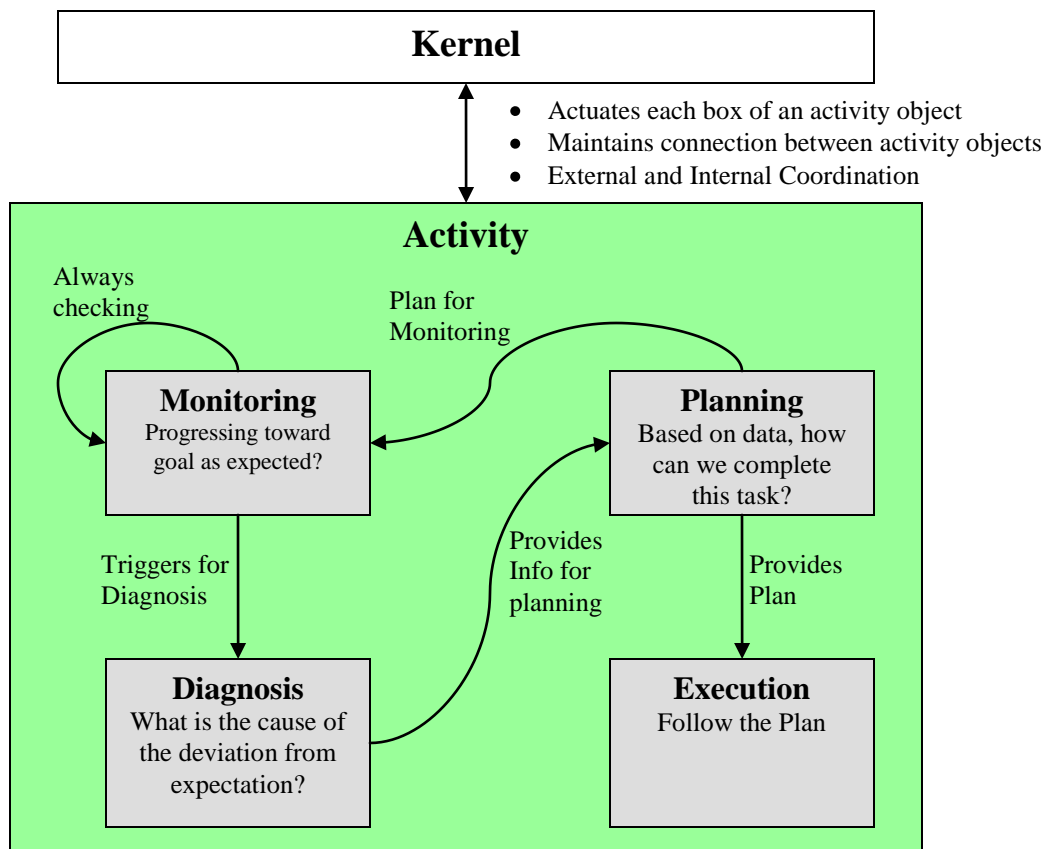 Kernel
• Actuates each box of an activity object
• Maintains connection between activity objects
• External and Internal Coordination
Activity
Always
checking
Plan for
Monitoring
Monitoring
Progressing toward
goal as expected?
Planning
Based on data, how
can we complete
this task?
Triggers for
Diagnosis
Provides
Info for
planning
Provides
Plan
Diagnosis
What is the cause of
the deviation from
expectation?
Execution
Follow the Plan